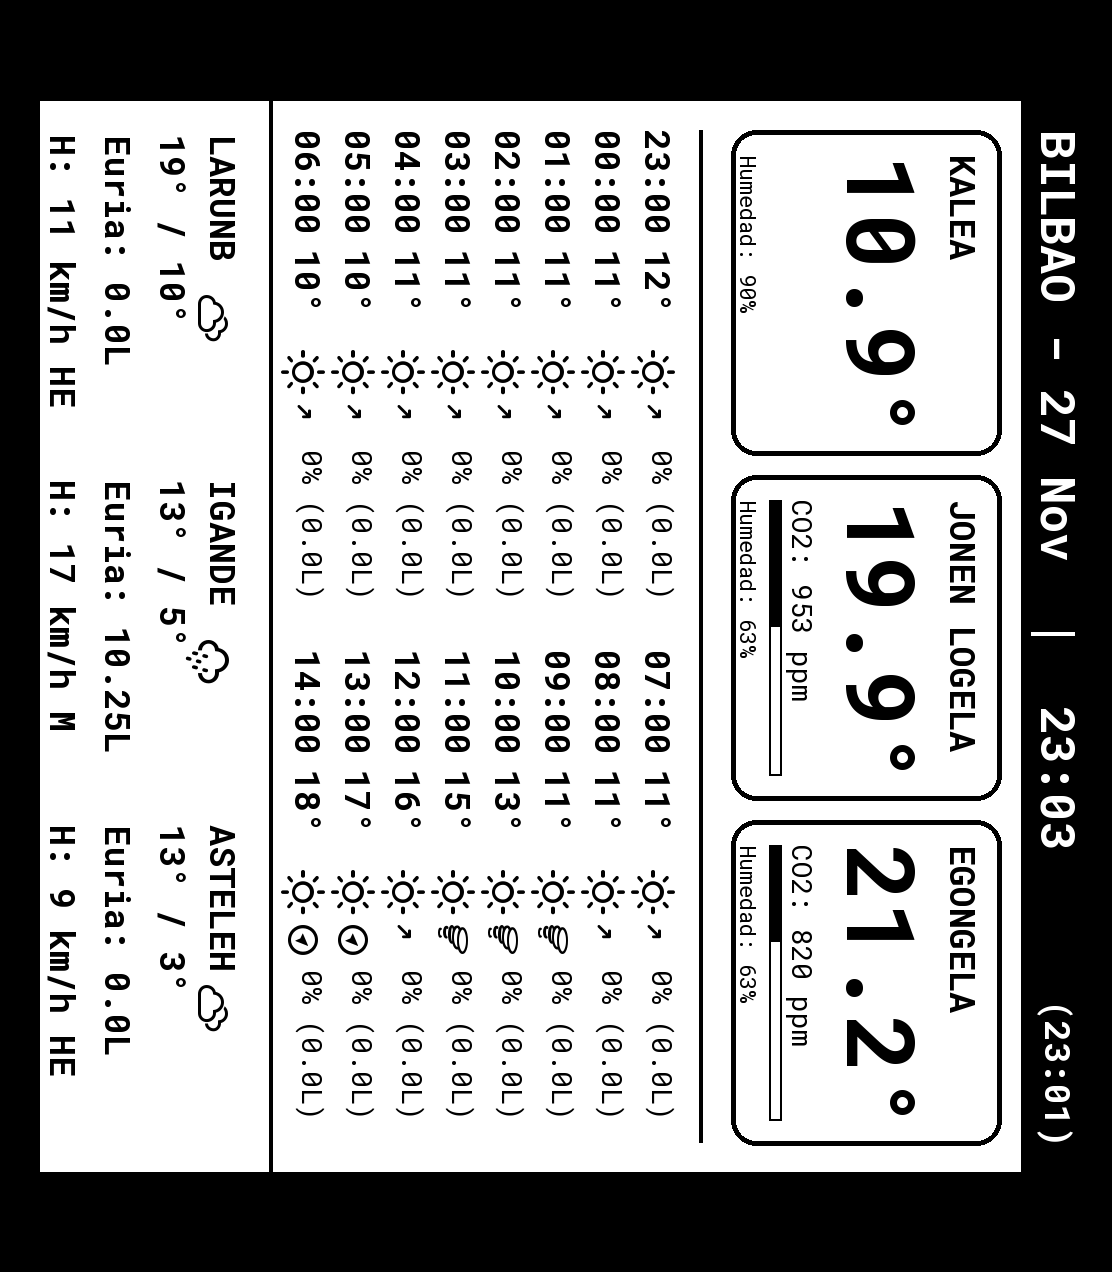 BILBAO - 27 Nov | 23:03 (23:01)
KALEA
10.9°
Humedad: 90%
JONEN LOGELA
19.9°
CO2: 953 ppm
Humedad: 63%
EGONGELA
21.2°
CO2: 820 ppm
Humedad: 63%
23:00 12° ↗ 0% (0.0L)
00:00 11° ↗ 0% (0.0L)
01:00 11° ↗ 0% (0.0L)
02:00 11° ↗ 0% (0.0L)
03:00 11° ↗ 0% (0.0L)
04:00 11° ↗ 0% (0.0L)
05:00 10° ↗ 0% (0.0L)
06:00 10° ↗ 0% (0.0L)
07:00 11° ↗ 0% (0.0L)
08:00 11° ↗ 0% (0.0L)
09:00 11° 0% (0.0L)
10:00 13° 0% (0.0L)
11:00 15° 0% (0.0L)
12:00 16° ↗ 0% (0.0L)
13:00 17° 0% (0.0L)
14:00 18° 0% (0.0L)
LARUNB
19° / 10°
Euria: 0.0L
H: 11 km/h HE
IGANDE
13° / 5°
Euria: 10.25L
H: 17 km/h M
ASTELEH
13° / 3°
Euria: 0.0L
H: 9 km/h HE